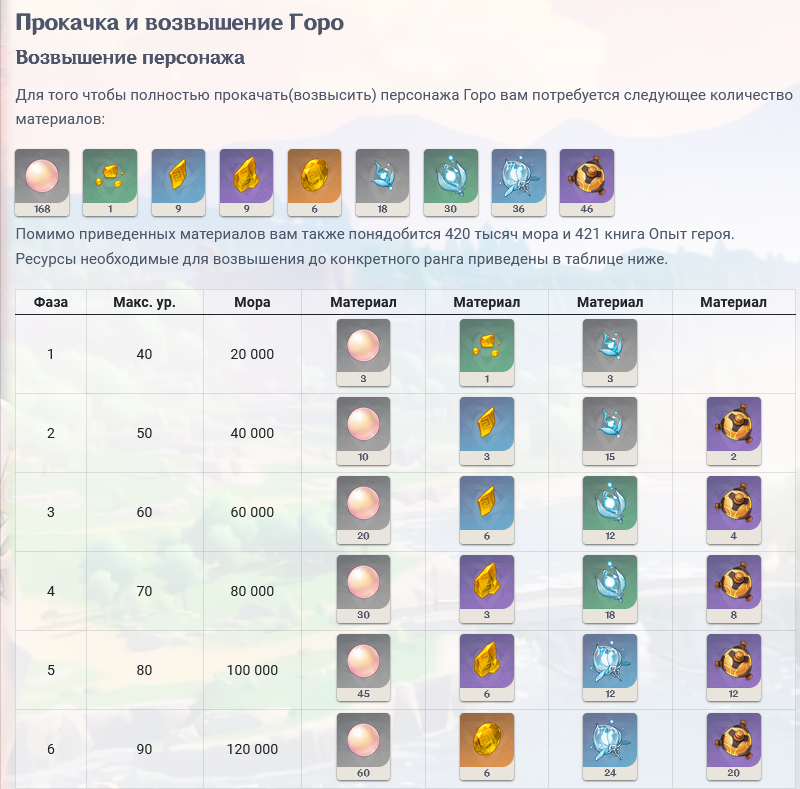 Прокачка и возвышение Горо
Возвышение персонажа
Для того чтобы полностью прокачать(возвысить) персонажа Горо вам потребуется следующее количество
материалов:
168 1 9 9 6 18 30 36 46
Помимо приведенных материалов вам также понядобится 420 тысяч мора и 421 книга Опыт героя.
Ресурсы необходимые для возвышения до конкретного ранга приведены в таблице ниже.
Фаза Макс. ур. Мора Материал Материал Материал Материал
1 40 20 000 3 1 3
2 50 40 000 10 3 15 2
3 60 60 000 20 6 12 4
4 70 80 000 30 3 18 8
5 80 100 000 45 6 12 12
6 90 120 000 60 6 24 20